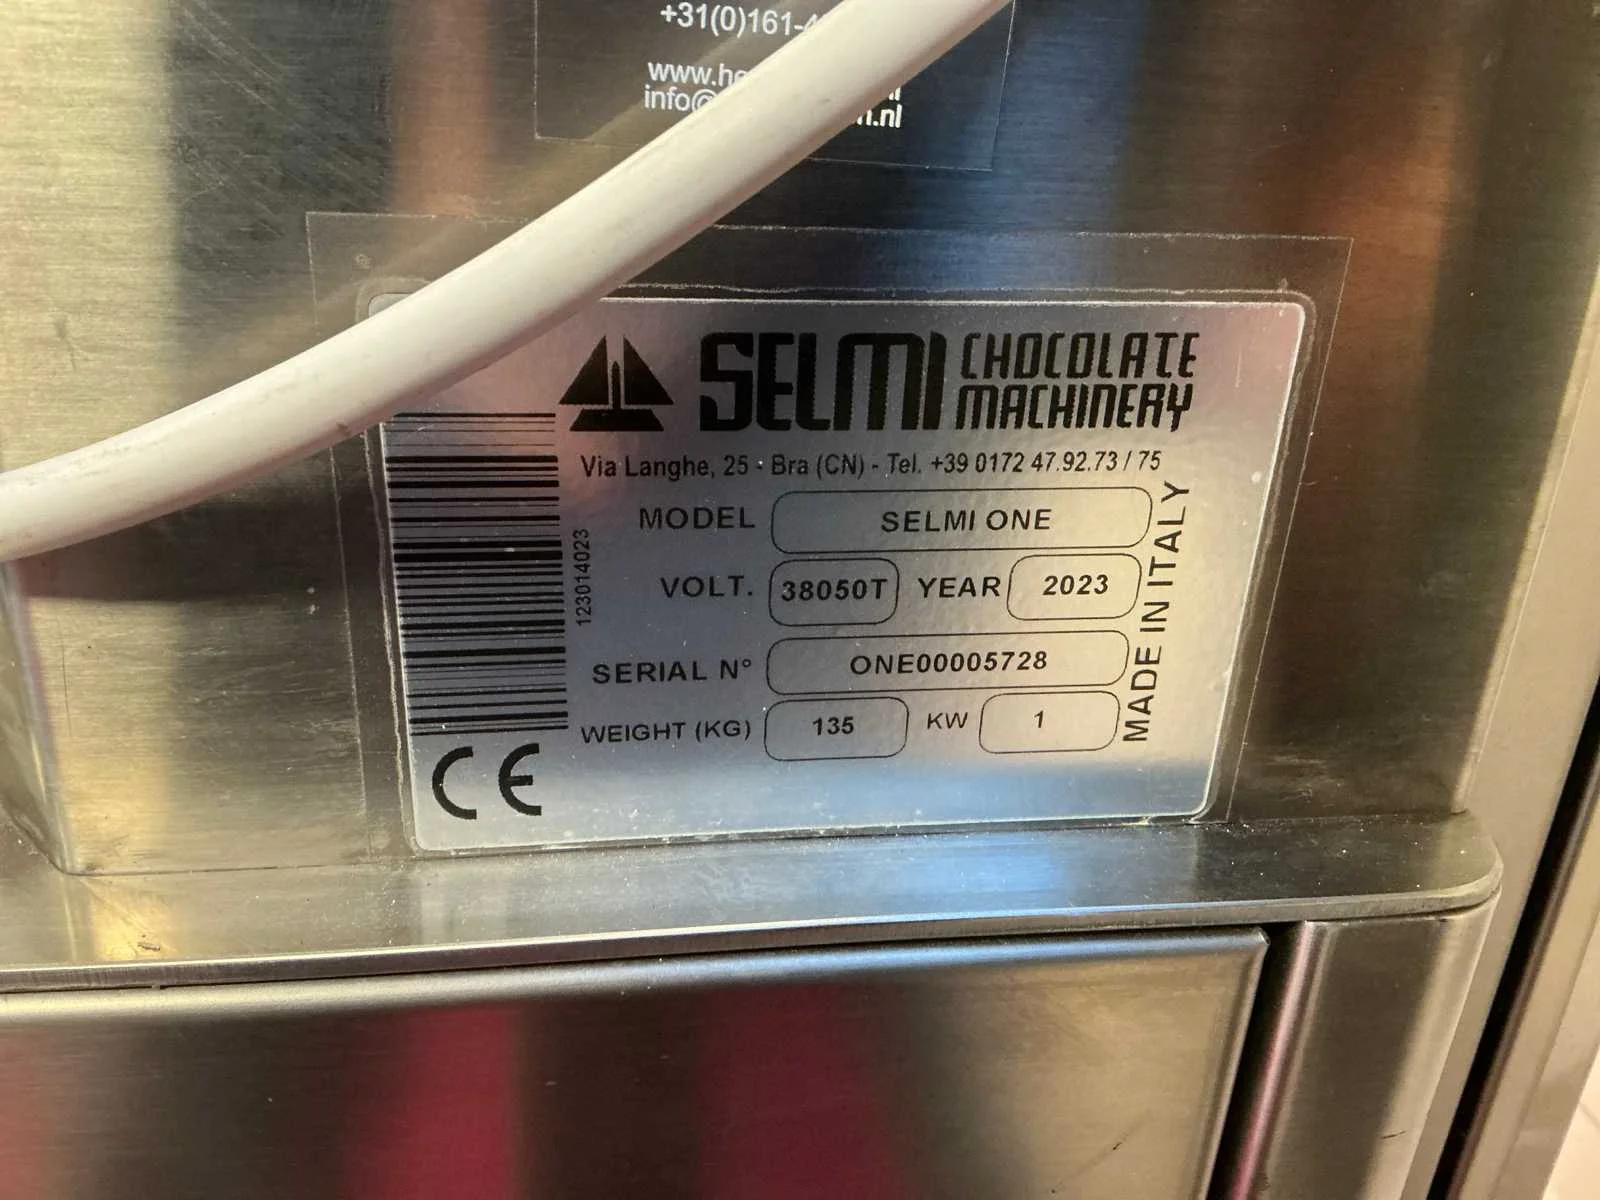 +31(0)161-
www.
info@
.nl
SELMI CHOCOLATE MACHINERY
Via Langhe, 25 - Bra (CN) - Tel. +39 0172 47.92.73 / 75
MODEL SELMI ONE
VOLT. 38050T YEAR 2023
SERIAL N° ONE00005728
WEIGHT (KG) 135 KW 1
MADE IN ITALY
123014023
CE